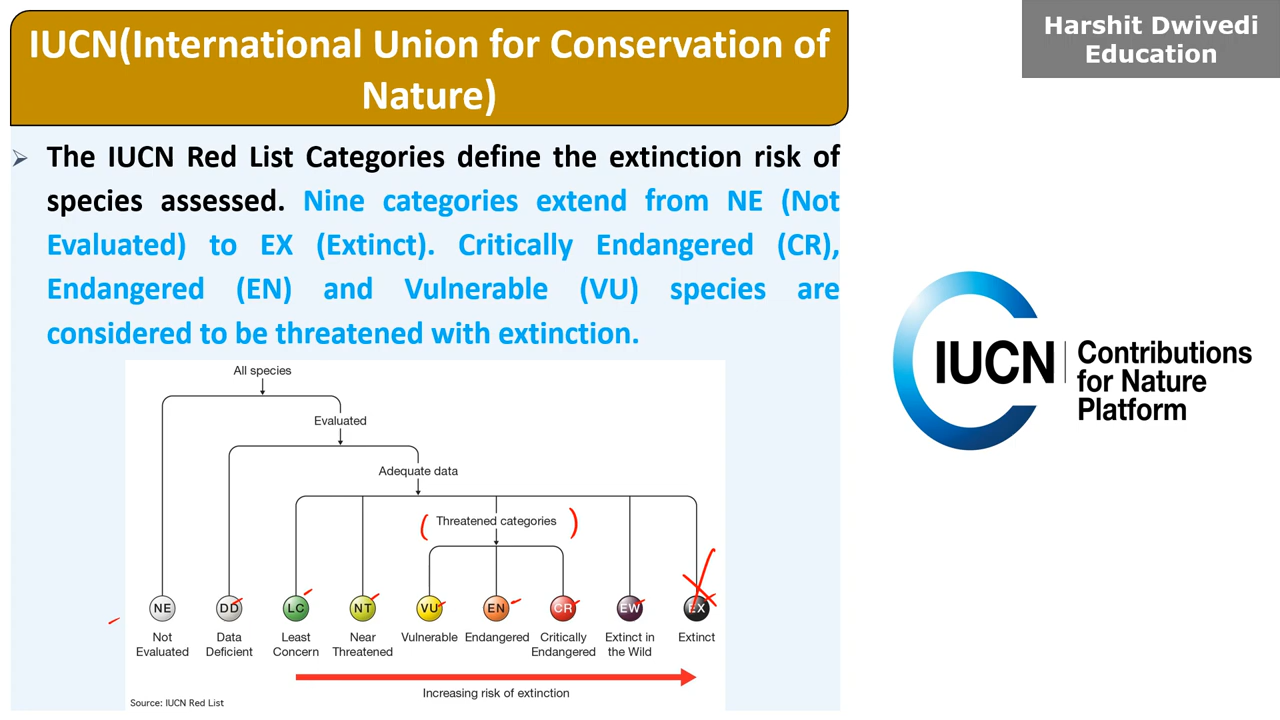 IUCN(International Union for Conservation of
Nature)
Harshit Dwivedi
Education
The IUCN Red List Categories define the extinction risk of
species assessed. Nine categories extend from NE (Not
Evaluated) to EX (Extinct). Critically Endangered (CR),
Endangered (EN) and Vulnerable (VU) species are
considered to be threatened with extinction.
All species
Evaluated
Adequate data
(Threatened categories)
NE DD LC NT VU EN CR EW EX
Not Evaluated
Data Deficient
Least Concern
Near Threatened
Vulnerable
Endangered
Critically Endangered
Extinct in the Wild
Extinct
Increasing risk of extinction
Source: IUCN Red List
IUCN
Contributions
for Nature
Platform